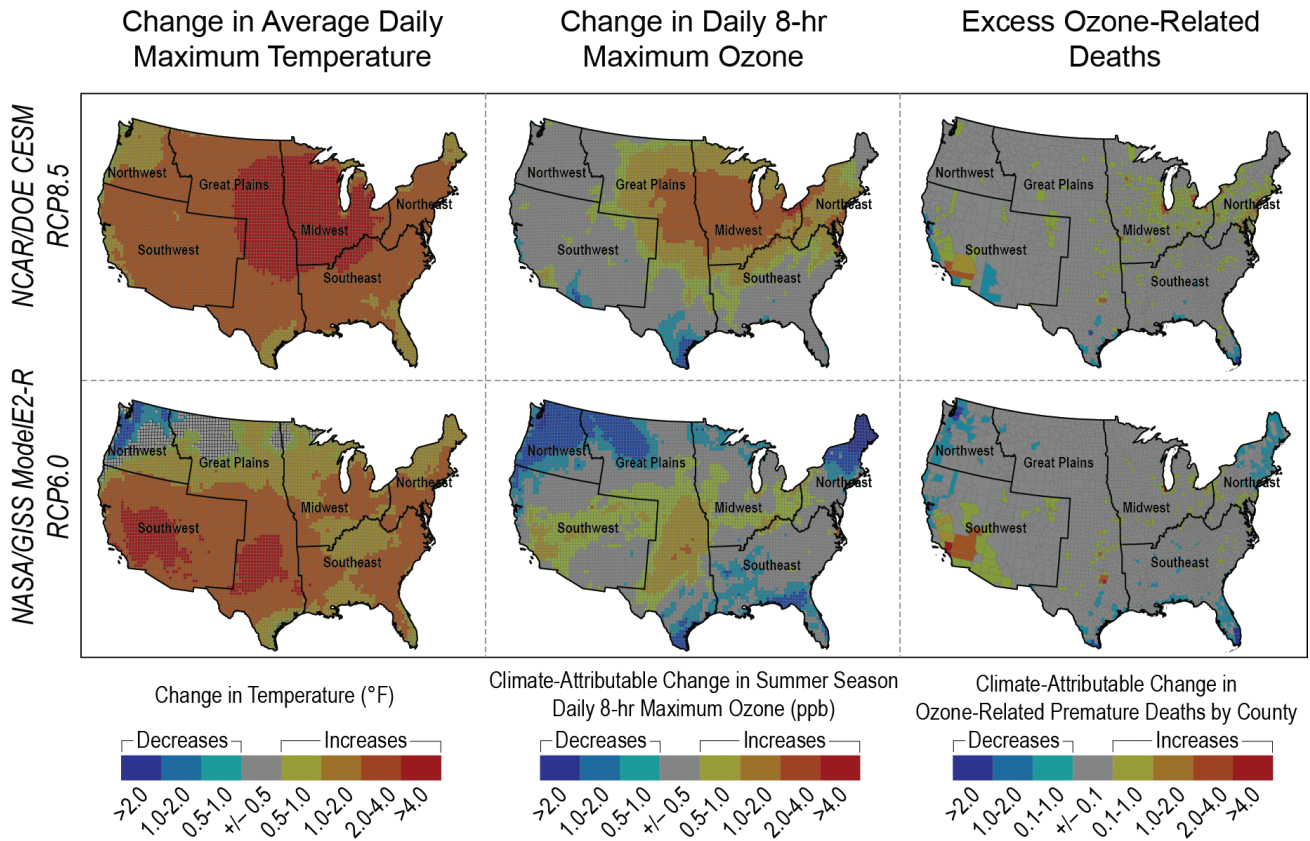 Change in Average Daily
Maximum Temperature
Change in Daily 8-hr
Maximum Ozone
Excess Ozone-Related
Deaths
NCAR/DOE CESM
RCP8.5
Northwest
Great Plains
Northeast
Southwest
Midwest
Southeast
Northwest
Great Plains
Northeast
Southwest
Midwest
Southeast
Northwest
Great Plains
Northeast
Southwest
Midwest
Southeast
NASA/GISS ModelE2-R
RCP6.0
Northwest
Great Plains
Northeast
Southwest
Midwest
Southeast
Northwest
Great Plains
Northeast
Southwest
Midwest
Southeast
Northwest
Great Plains
Northeast
Southwest
Midwest
Southeast
Change in Temperature (°F)
Decreases Increases
>2.0 1.0-2.0 0.5-1.0 +/– 0.5 0.5-1.0 1.0-2.0 2.0-4.0 >4.0
Climate-Attributable Change in Summer Season
Daily 8-hr Maximum Ozone (ppb)
Decreases Increases
>2.0 1.0-2.0 0.5-1.0 +/– 0.5 0.5-1.0 1.0-2.0 2.0-4.0 >4.0
Climate-Attributable Change in
Ozone-Related Premature Deaths by County
Decreases Increases
>2.0 1.0-2.0 0.1-1.0 +/– 0.1 0.1-1.0 1.0-2.0 2.0-4.0 >4.0